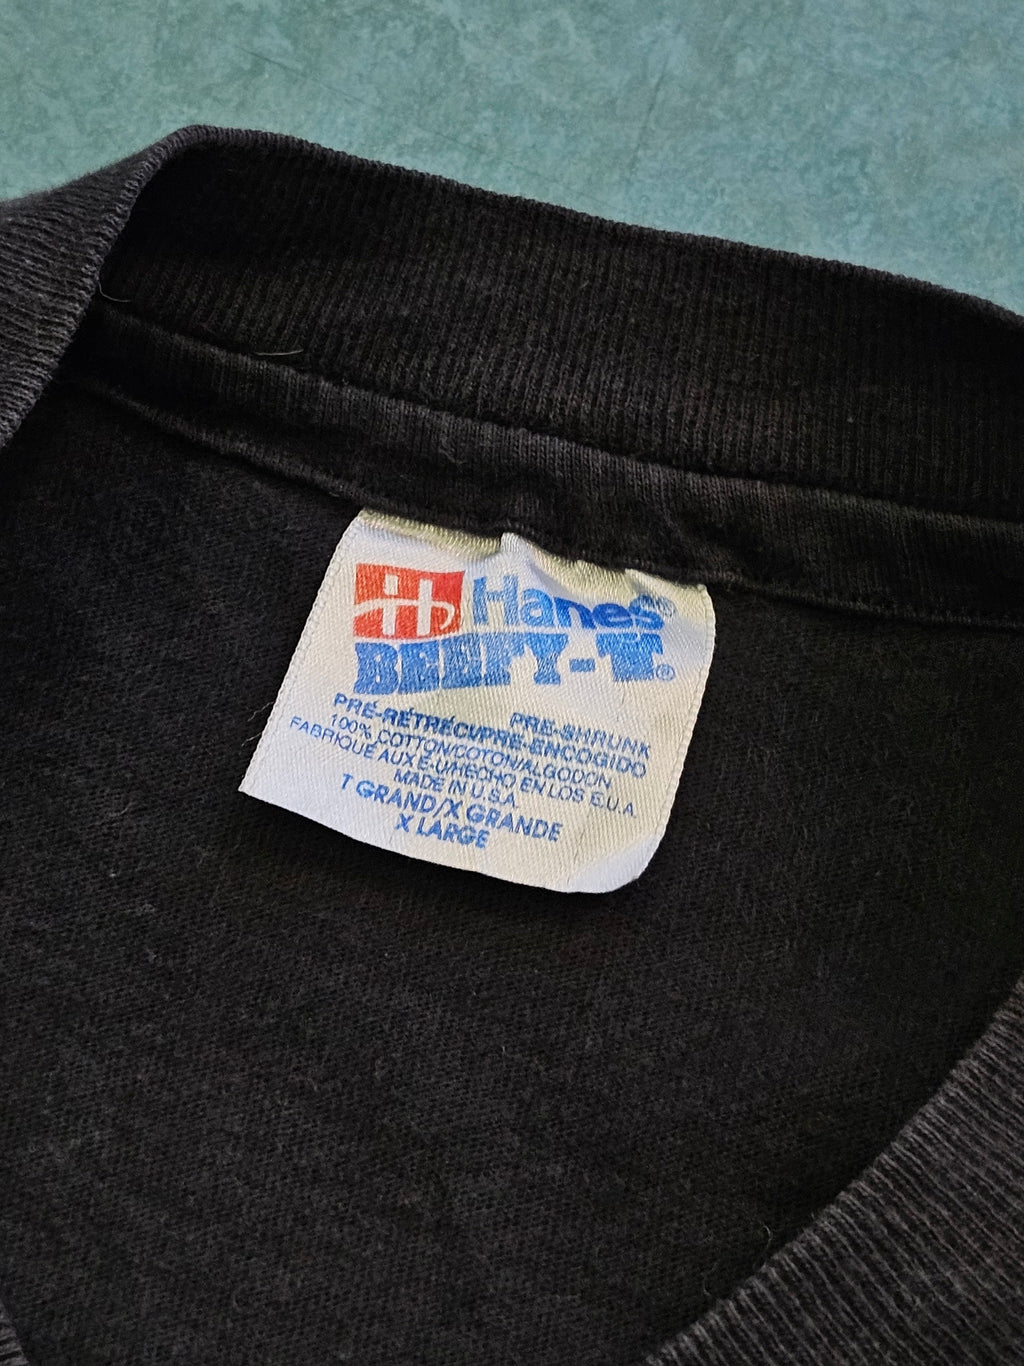 H Hanes®
BEEFY-T®
PRE-SHRUNK
PRÉ-RÉTRÉCI/PRE-ENCOGIDO
100% COTTON/COTON/ALGODON
FABRIQUÉ AUX É-U/HECHO EN LOS E.U.A.
MADE IN U.S.A.
T GRAND/X GRANDE
X LARGE